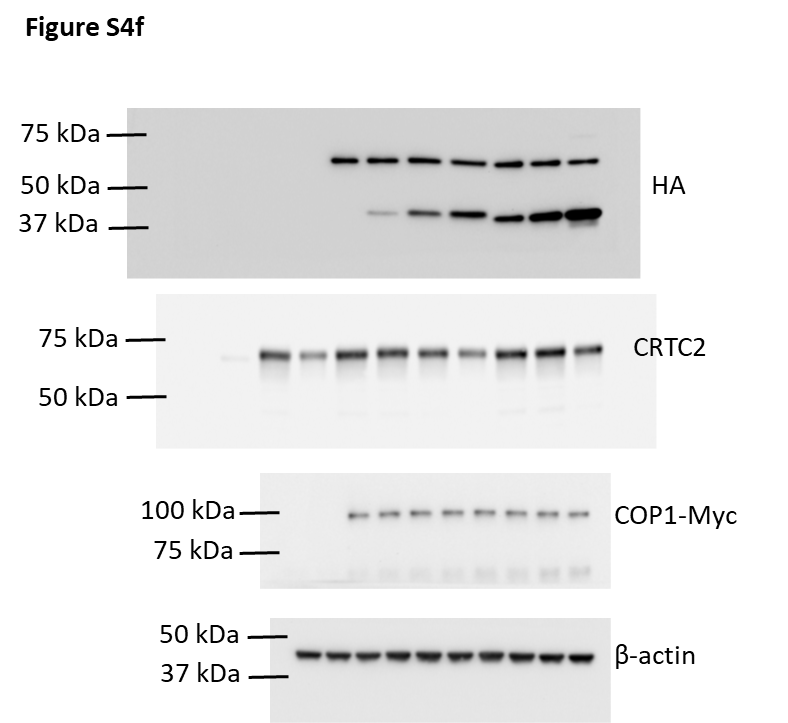 Figure S4f
75 kDa
50 kDa
37 kDa
HA
75 kDa
50 kDa
CRTC2
100 kDa
75 kDa
COP1-Myc
50 kDa
37 kDa
β-actin